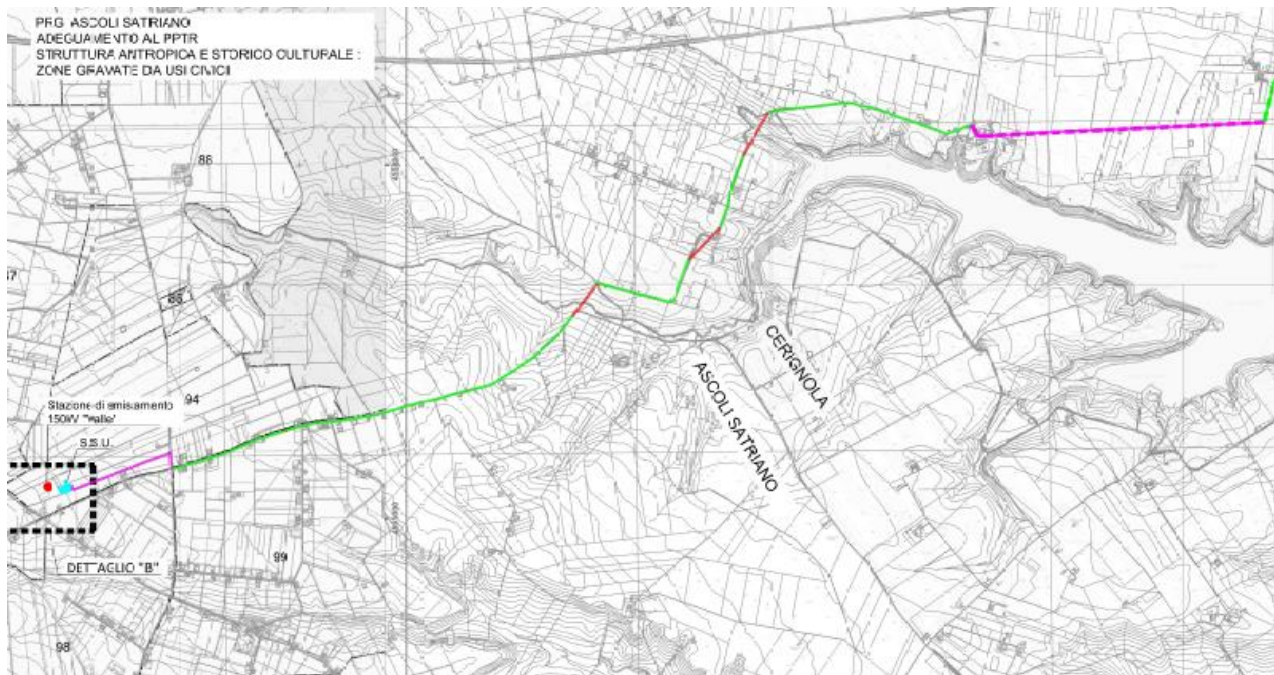 PRG ASCOLI SATRIANO
ADEGUAMENTO AL PPTR
STRUTTURA ANTROPICA E STORICO CULTURALE :
ZONE GRAVATE DA USI CIVICI
86
86
94
Stazione di smistamento
150kV "Valle"
S.S.U.
CERIGNOLA
ASCOLI SATRIANO
DETTAGLIO "B"
99
98